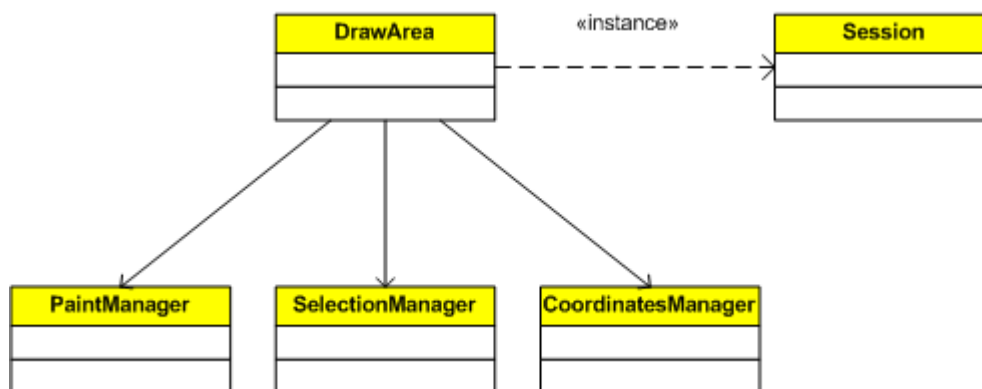 DrawArea
«instance»
Session
PaintManager
SelectionManager
CoordinatesManager